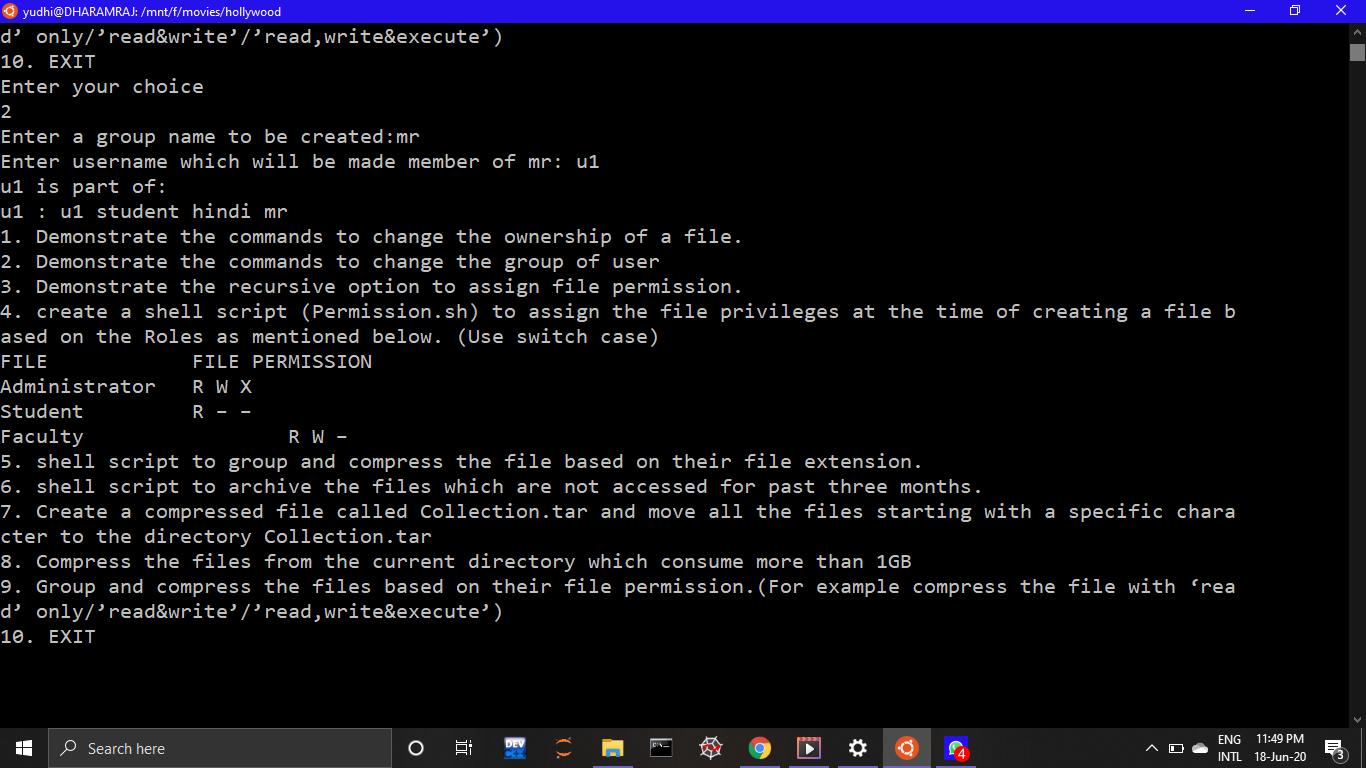 yudhi@DHARAMRAJ: /mnt/f/movies/hollywood
d’ only/’read&write’/’read,write&execute’)
10. EXIT
Enter your choice
2
Enter a group name to be created:mr
Enter username which will be made member of mr: u1
u1 is part of:
u1 : u1 student hindi mr
1. Demonstrate the commands to change the ownership of a file.
2. Demonstrate the commands to change the group of user
3. Demonstrate the recursive option to assign file permission.
4. create a shell script (Permission.sh) to assign the file privileges at the time of creating a file b
ased on the Roles as mentioned below. (Use switch case)
FILE            FILE PERMISSION
Administrator   R W X
Student         R – –
Faculty                 R W –
5. shell script to group and compress the file based on their file extension.
6. shell script to archive the files which are not accessed for past three months.
7. Create a compressed file called Collection.tar and move all the files starting with a specific chara
cter to the directory Collection.tar
8. Compress the files from the current directory which consume more than 1GB
9. Group and compress the files based on their file permission.(For example compress the file with ‘rea
d’ only/’read&write’/’read,write&execute’)
10. EXIT
Search here
DEV
4
ENG
INTL
11:49 PM
18-Jun-20
3